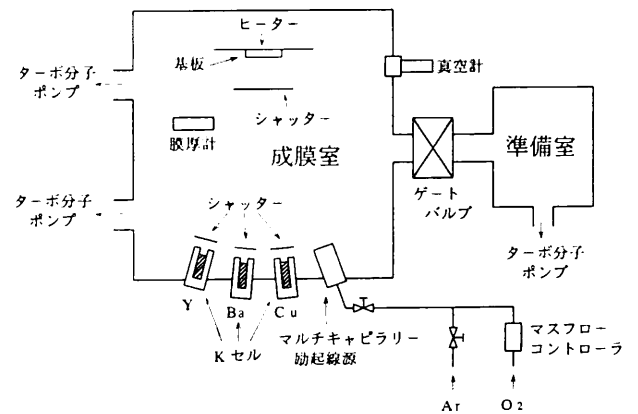 ヒーター
ターボ分子
ポンプ
基板
真空計
シャッター
膜厚計
成膜室
準備室
ゲート
バルブ
ターボ分子
ポンプ
シャッター
ターボ分子
ポンプ
Y
Ba
Cu
Kセル
マルチキャピラリー
励起線源
マスフロー
コントローラ
Ar
O2